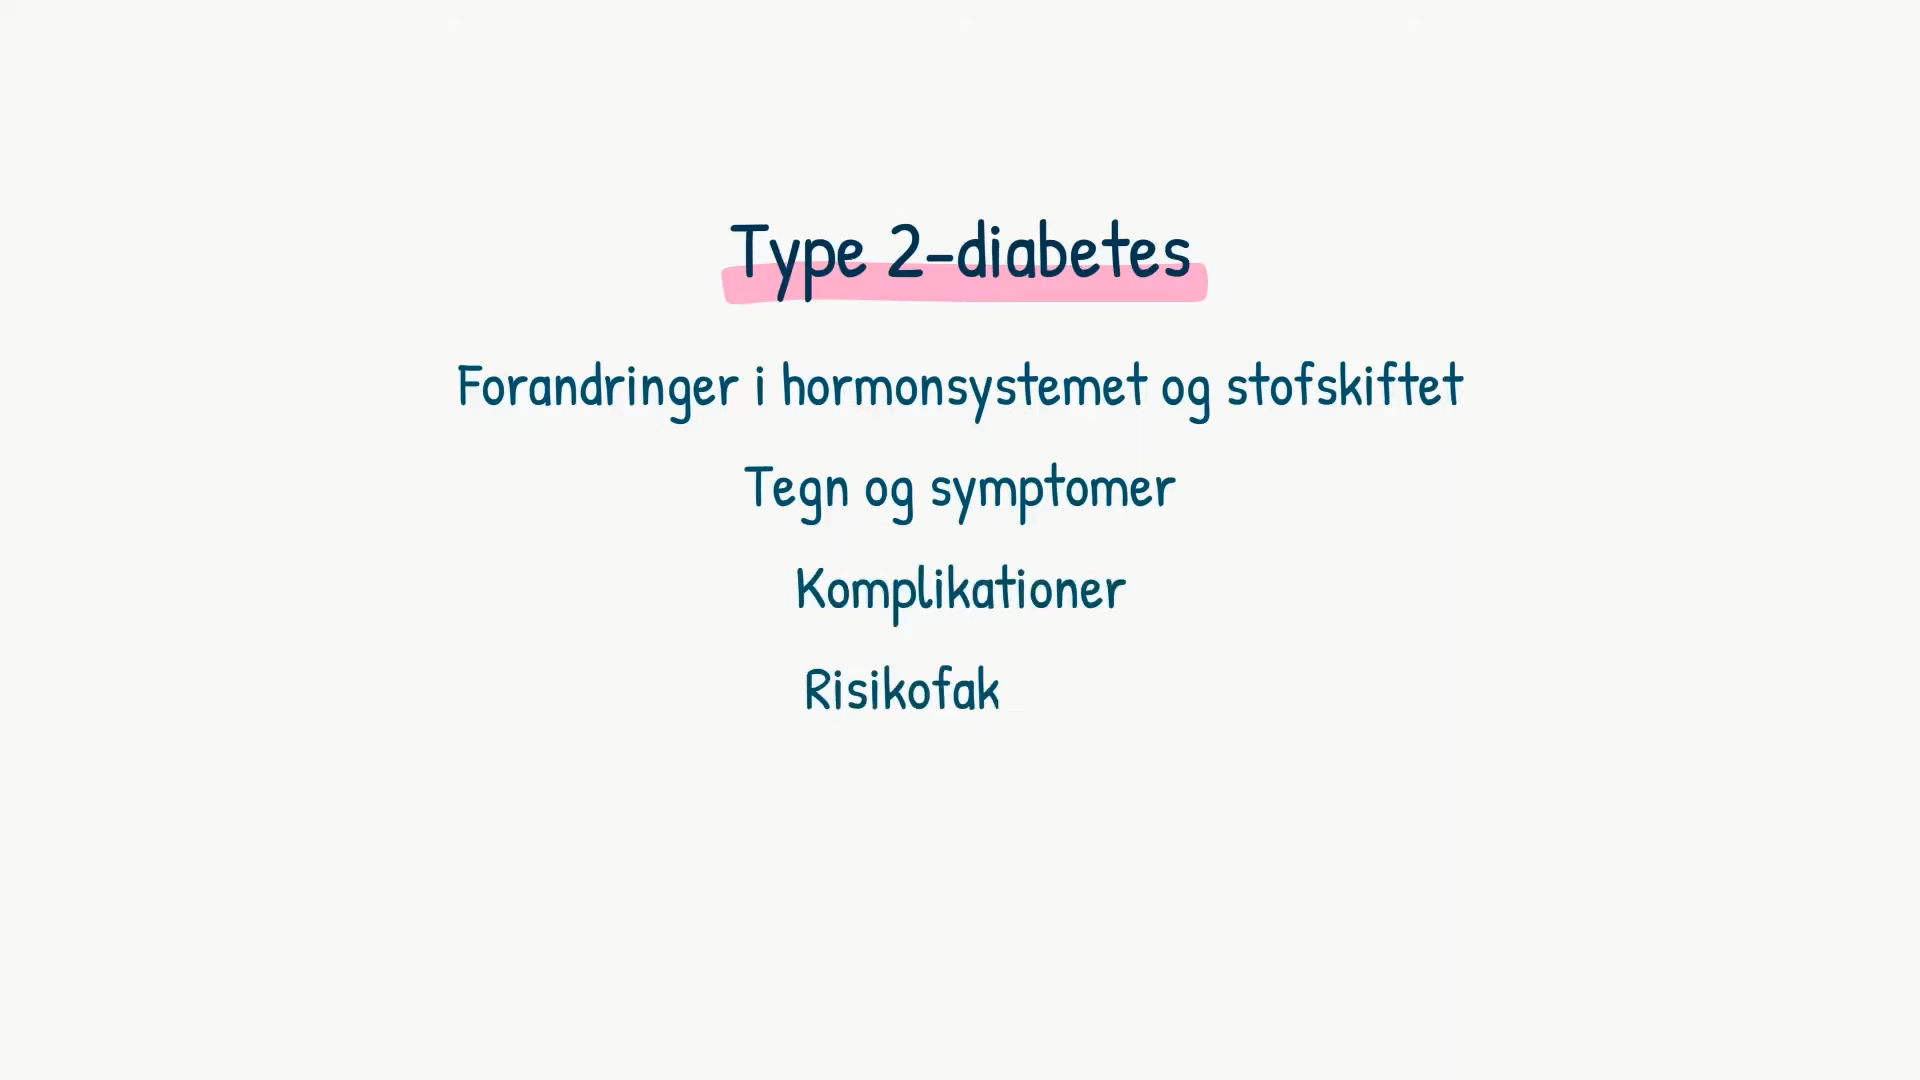 Type 2-diabetes
Forandringer i hormonsystemet og stofskiftet
Tegn og symptomer
Komplikationer
Risikofak